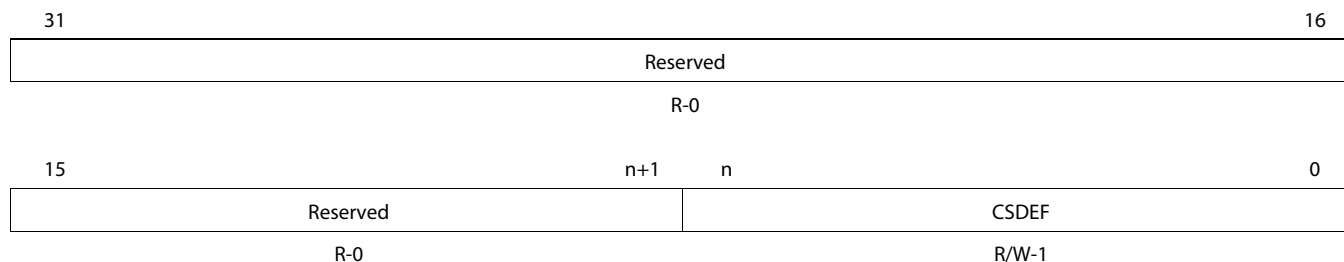 31 16
Reserved
R-0
15 n+1 n 0
Reserved CSDEF
R-0 R/W-1